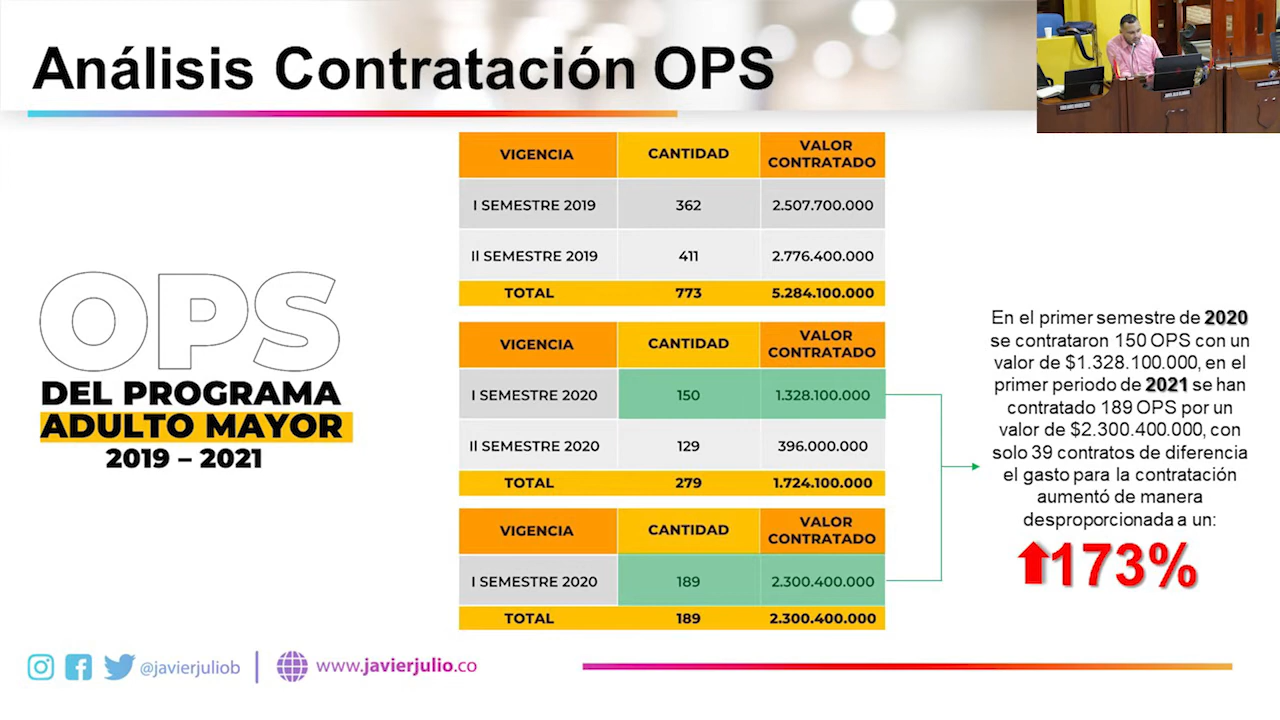 Análisis Contratación OPS
OPS
DEL PROGRAMA
ADULTO MAYOR
2019 – 2021
VIGENCIA CANTIDAD VALOR CONTRATADO
I SEMESTRE 2019 362 2.507.700.000
II SEMESTRE 2019 411 2.776.400.000
TOTAL 773 5.284.100.000
VIGENCIA CANTIDAD VALOR CONTRATADO
I SEMESTRE 2020 150 1.328.100.000
II SEMESTRE 2020 129 396.000.000
TOTAL 279 1.724.100.000
VIGENCIA CANTIDAD VALOR CONTRATADO
I SEMESTRE 2020 189 2.300.400.000
TOTAL 189 2.300.400.000
En el primer semestre de 2020
se contrataron 150 OPS con un
valor de $1.328.100.000, en el
primer periodo de 2021 se han
contratado 189 OPS por un
valor de $2.300.400.000, con
solo 39 contratos de diferencia
el gasto para la contratación
aumentó de manera
desproporcionada a un:
173%
@javierjuliob
www.javierjulio.co